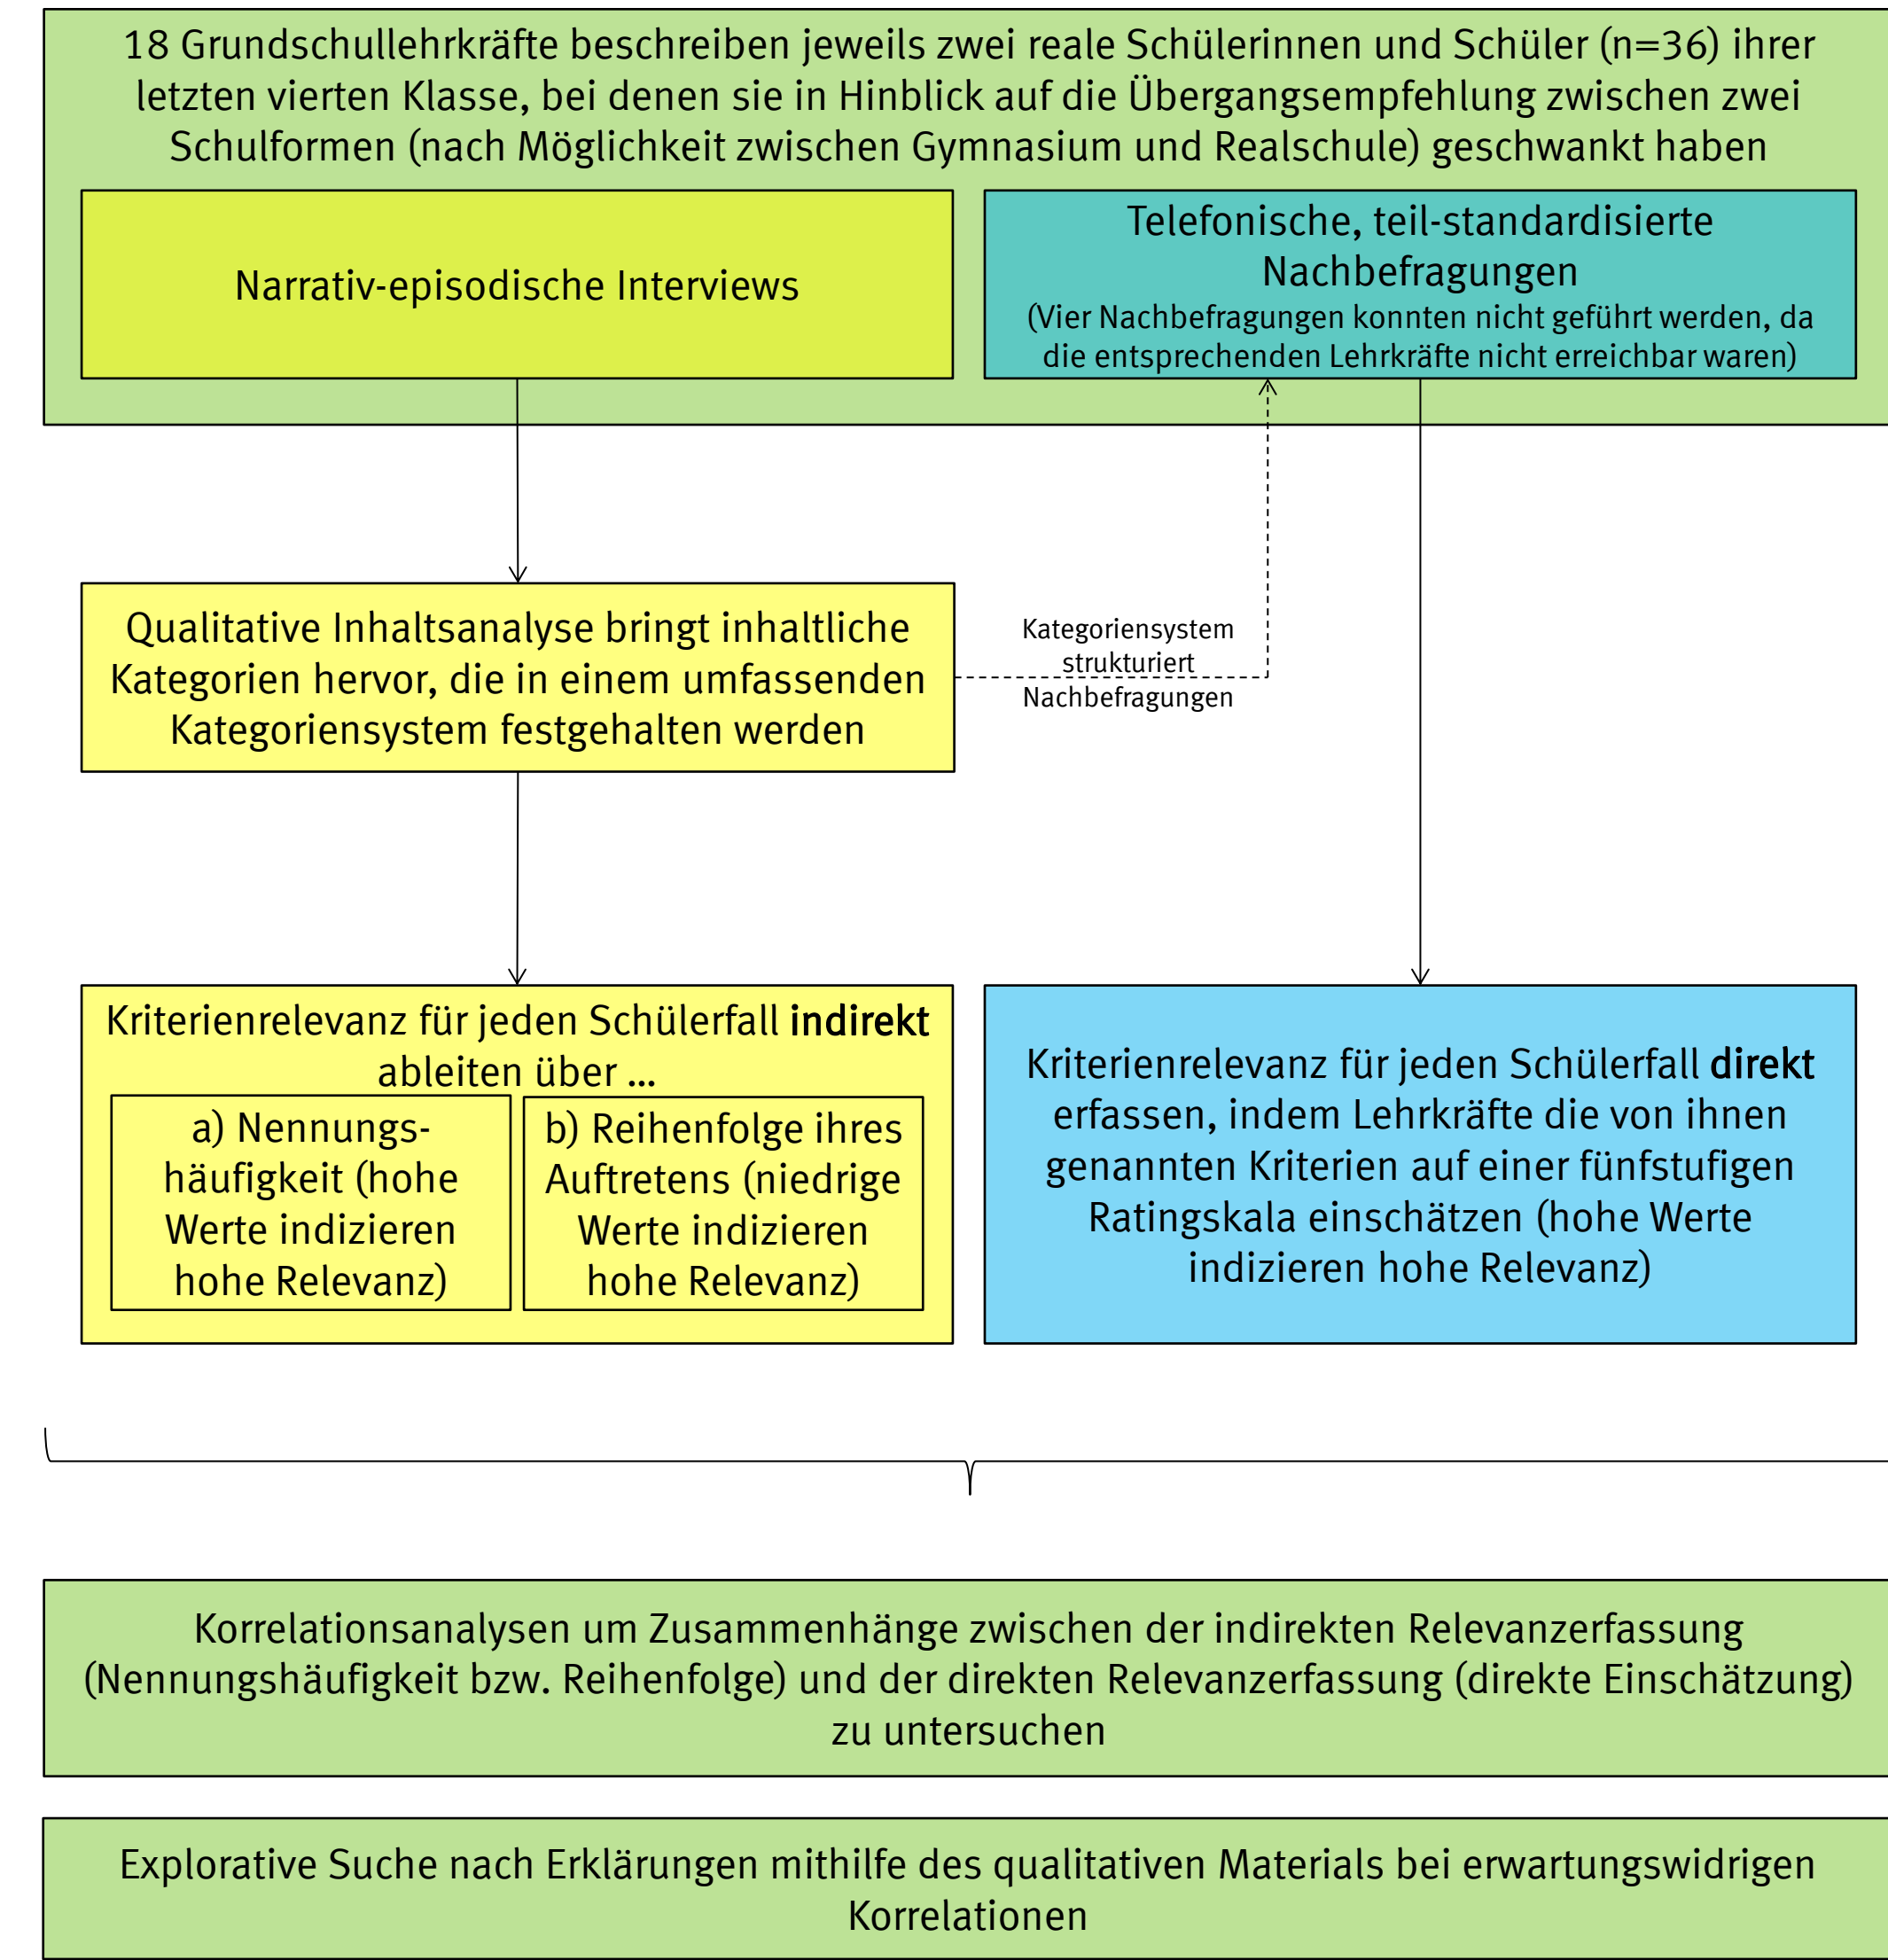 18 Grundschullehrkräfte beschreiben jeweils zwei reale Schülerinnen und Schüler (n=36) ihrer
letzten vierten Klasse, bei denen sie in Hinblick auf die Übergangsempfehlung zwischen zwei
Schulformen (nach Möglichkeit zwischen Gymnasium und Realschule) geschwankt haben
Narrativ-episodische Interviews
Telefonische, teil-standardisierte
Nachbefragungen
(Vier Nachbefragungen konnten nicht geführt werden, da
die entsprechenden Lehrkräfte nicht erreichbar waren)
Qualitative Inhaltsanalyse bringt inhaltliche
Kategorien hervor, die in einem umfassenden
Kategoriensystem festgehalten werden
Kategoriensystem
strukturiert
Nachbefragungen
Kriterienrelevanz für jeden Schülerfall indirekt
ableiten über ...
a) Nennungs-
häufigkeit (hohe
Werte indizieren
hohe Relevanz)
b) Reihenfolge ihres
Auftretens (niedrige
Werte indizieren
hohe Relevanz)
Kriterienrelevanz für jeden Schülerfall direkt
erfassen, indem Lehrkräfte die von ihnen
genannten Kriterien auf einer fünfstufigen
Ratingskala einschätzen (hohe Werte
indizieren hohe Relevanz)
Korrelationsanalysen um Zusammenhänge zwischen der indirekten Relevanzerfassung
(Nennungshäufigkeit bzw. Reihenfolge) und der direkten Relevanzerfassung (direkte Einschätzung)
zu untersuchen
Explorative Suche nach Erklärungen mithilfe des qualitativen Materials bei erwartungswidrigen
Korrelationen